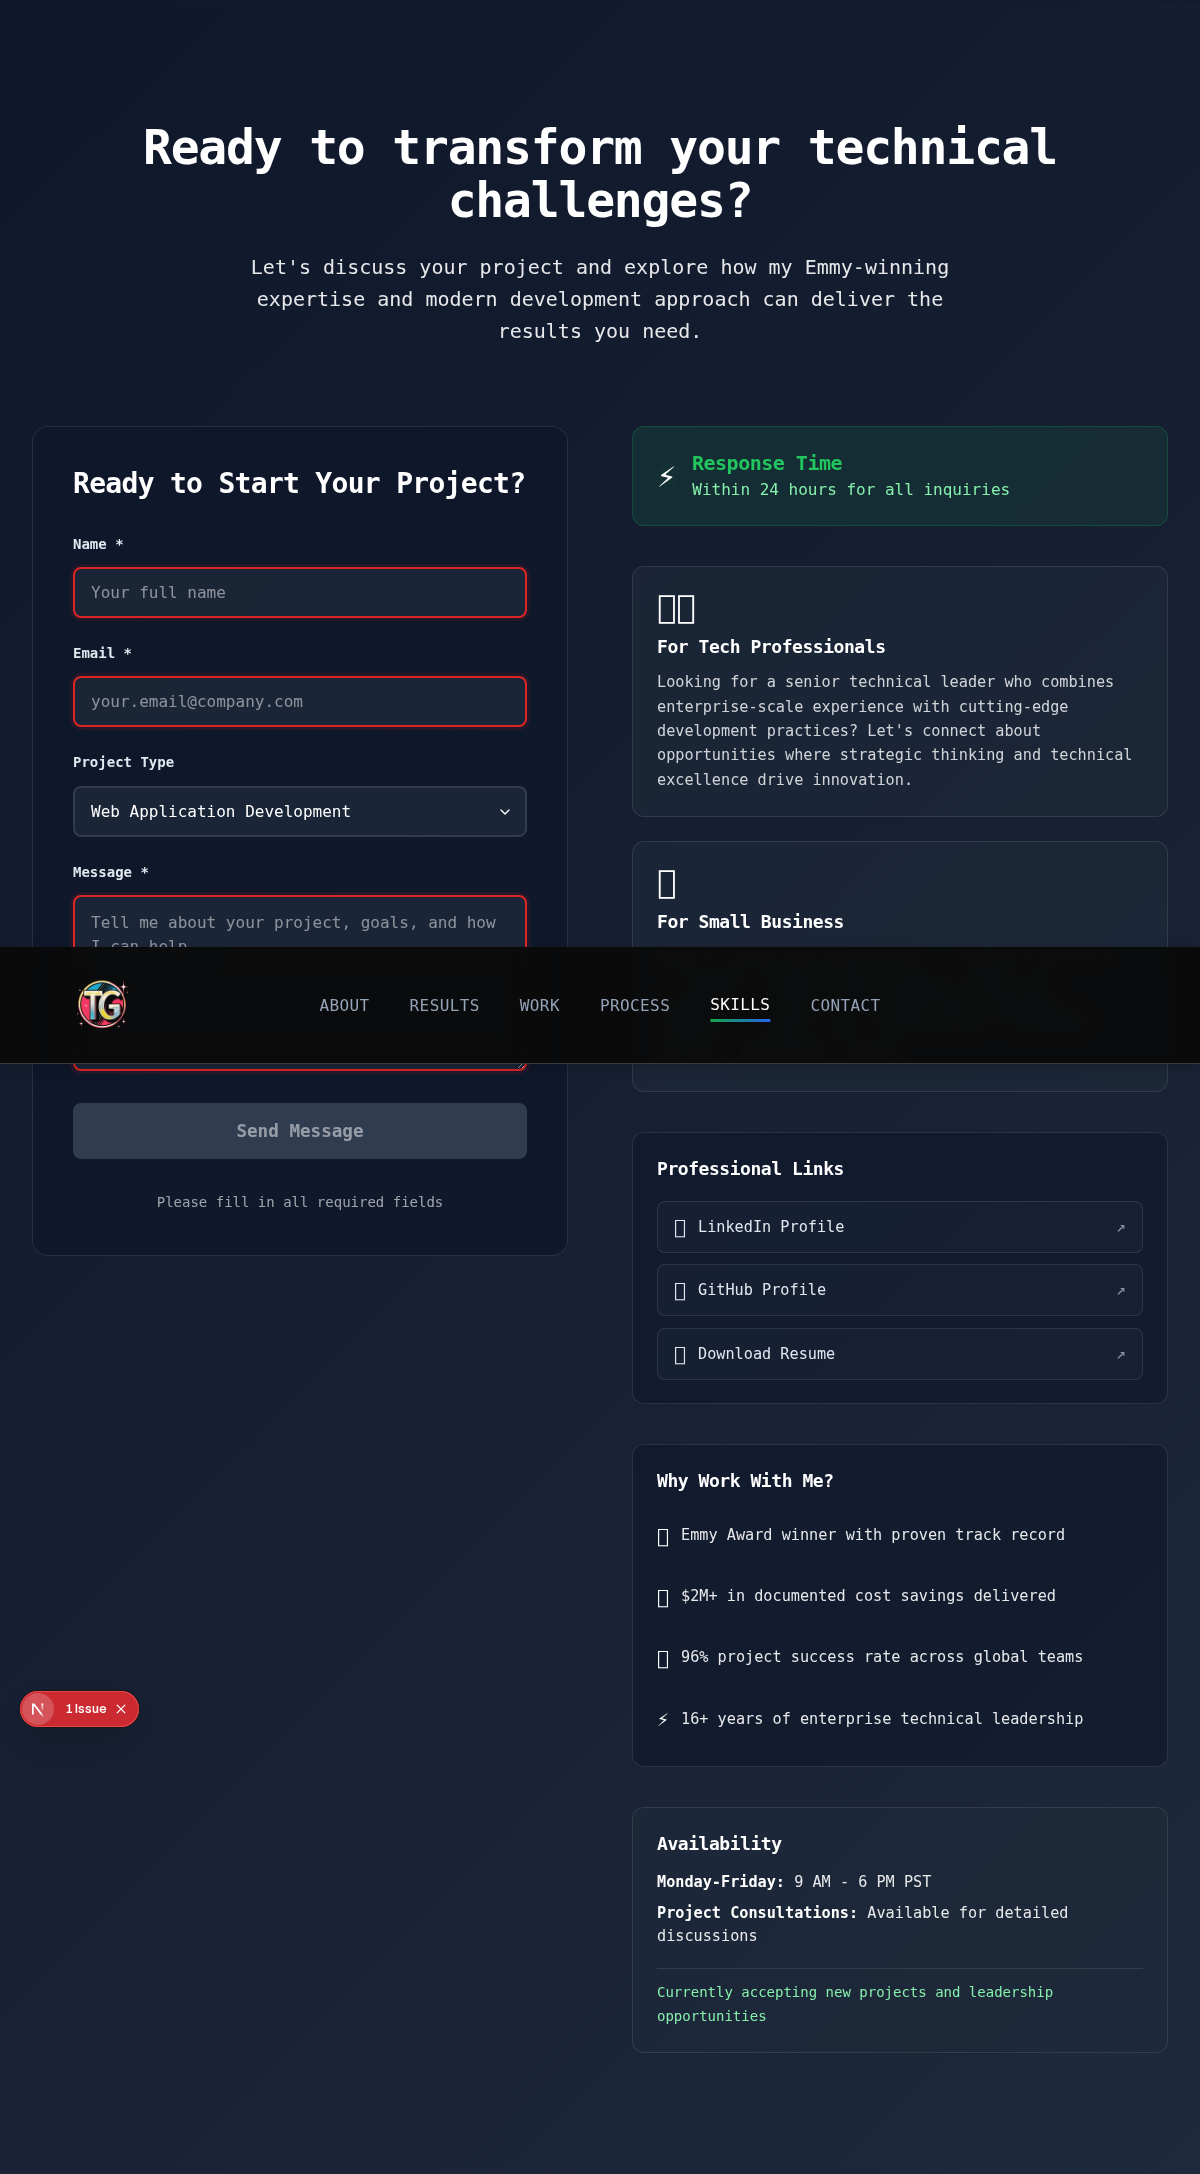 Ready to transform your technical
challenges?
Let's discuss your project and explore how my Emmy-winning
expertise and modern development approach can deliver the
results you need.
Ready to Start Your Project?
Name *
Your full name
Email *
your.email@company.com
Project Type
Web Application Development
Message *
Tell me about your project, goals, and how
I can help
Send Message
Please fill in all required fields
⚡ Response Time
Within 24 hours for all inquiries
For Tech Professionals
Looking for a senior technical leader who combines
enterprise-scale experience with cutting-edge
development practices? Let's connect about
opportunities where strategic thinking and technical
excellence drive innovation.
For Small Business
TG
ABOUT
RESULTS
WORK
PROCESS
SKILLS
CONTACT
Professional Links
LinkedIn Profile ↗
GitHub Profile ↗
Download Resume ↗
Why Work With Me?
Emmy Award winner with proven track record
$2M+ in documented cost savings delivered
96% project success rate across global teams
⚡ 16+ years of enterprise technical leadership
N 1 Issue ×
Availability
Monday-Friday: 9 AM - 6 PM PST
Project Consultations: Available for detailed
discussions
Currently accepting new projects and leadership
opportunities